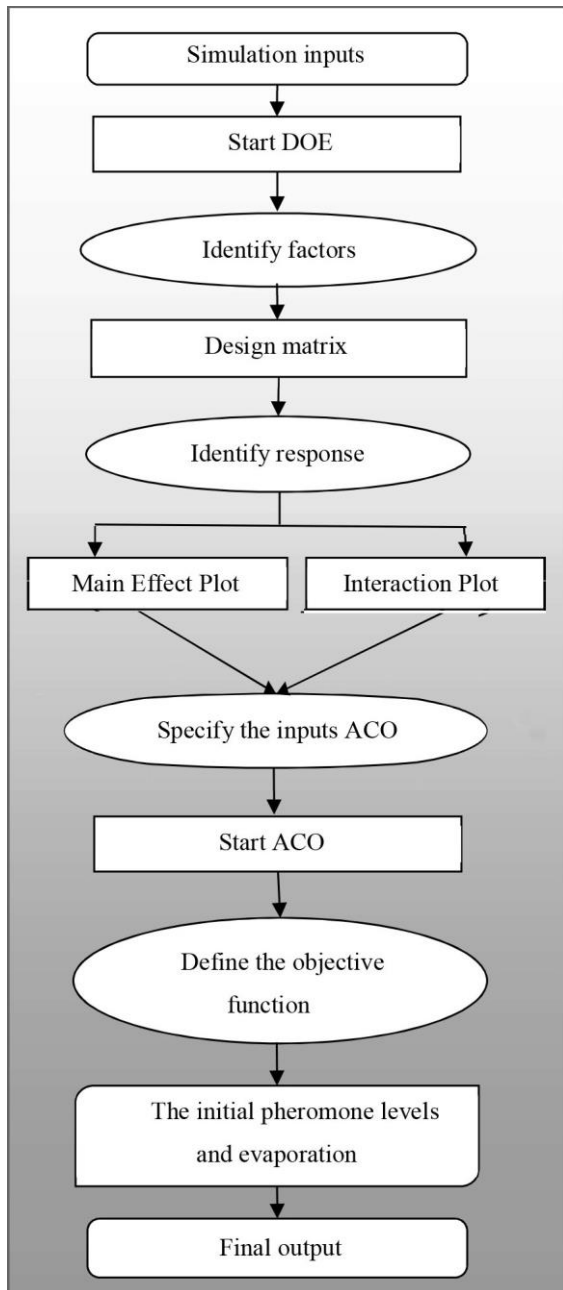 Simulation inputs
Start DOE
Identify factors
Design matrix
Identify response
Main Effect Plot
Interaction Plot
Specify the inputs ACO
Start ACO
Define the objective
function
The initial pheromone levels
and evaporation
Final output